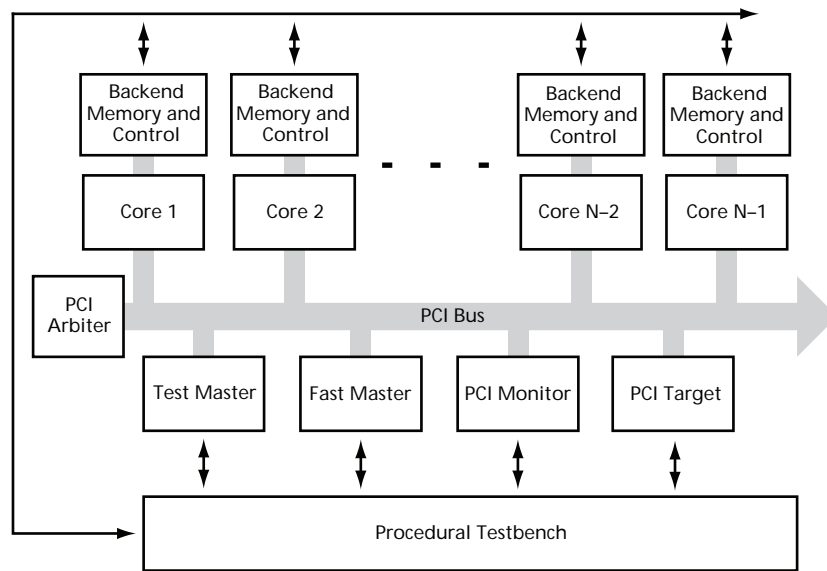 Backend
Memory and
Control
Backend
Memory and
Control
Backend
Memory and
Control
Backend
Memory and
Control
Core 1
Core 2
Core N–2
Core N–1
PCI
Arbiter
PCI Bus
Test Master
Fast Master
PCI Monitor
PCI Target
Procedural Testbench